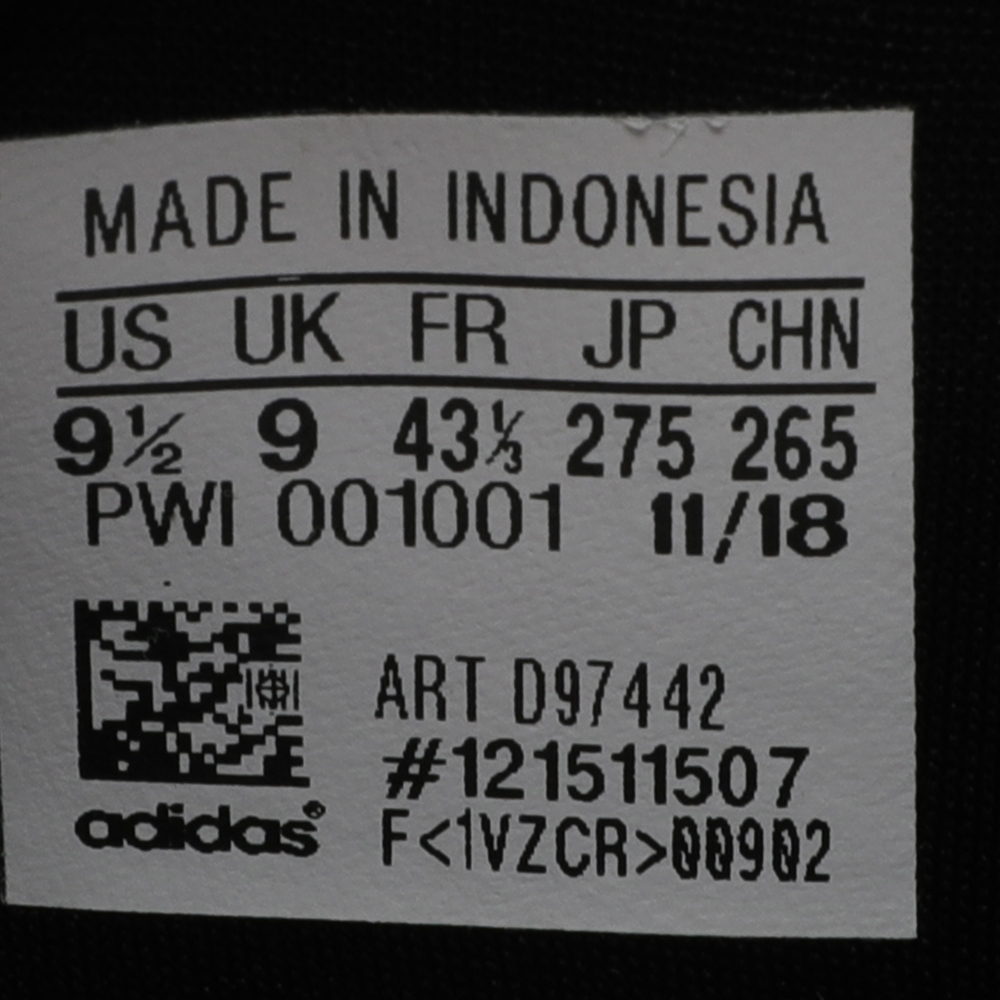 MADE IN INDONESIA
US UK FR JP CHN
9½ 9 43⅓ 275 265
PWI 001001 11/18
ART D97442
#121511507
adidas®
F<1VZCR>00902